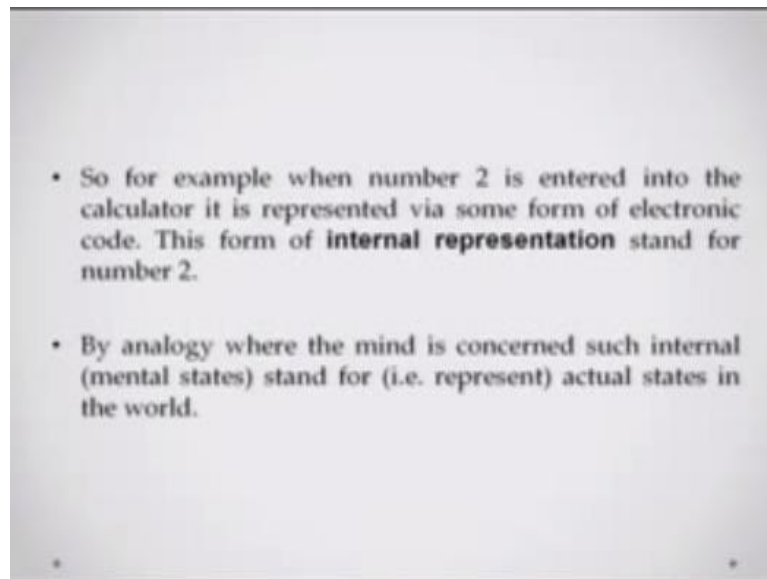 • So for example when number 2 is entered into the
calculator it is represented via some form of electronic
code. This form of internal representation stand for
number 2.
• By analogy where the mind is concerned such internal
(mental states) stand for (i.e. represent) actual states in
the world.